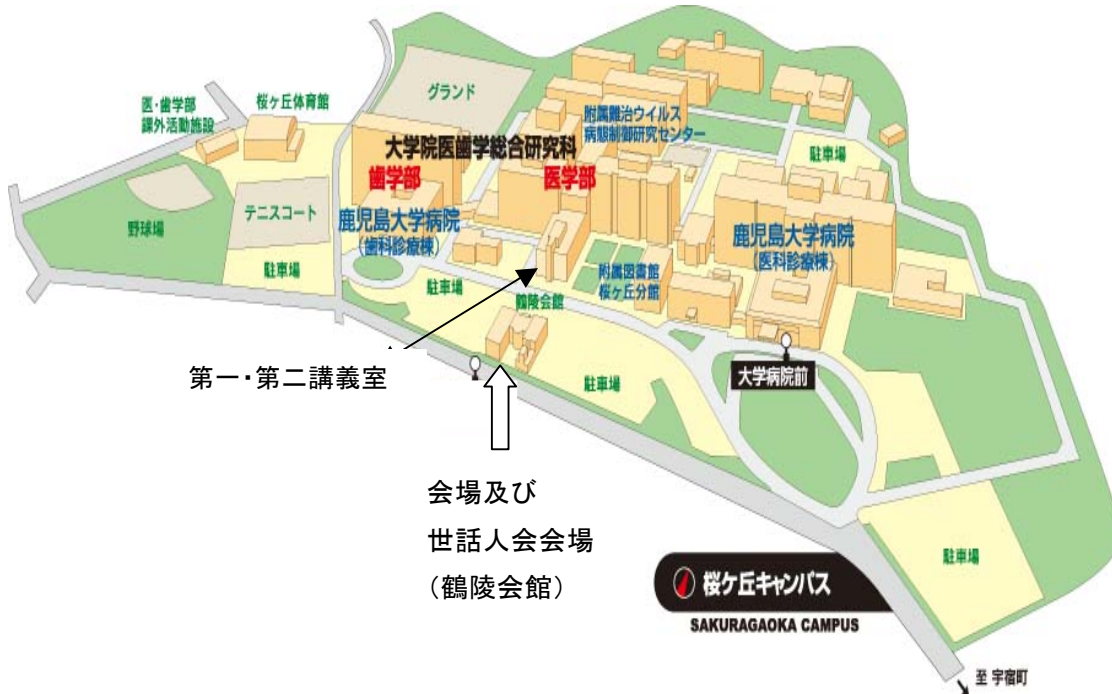 グランド
医・歯学部
課外活動施設
桜ヶ丘体育館
附属難治ウイルス
病態制御研究センター
大学院医歯学総合研究科
歯学部
医学部
駐車場
野球場
テニスコート
鹿児島大学病院
(歯科診療棟)
鹿児島大学病院
(医科診療棟)
駐車場
駐車場
附属図書館
桜ヶ丘分館
鶴陵会館
第一・第二講義室
駐車場
大学病院前
会場及び
世話人会会場
(鶴陵会館)
駐車場
桜ケ丘キャンパス
SAKURAGAOKA CAMPUS
至 宇宿町